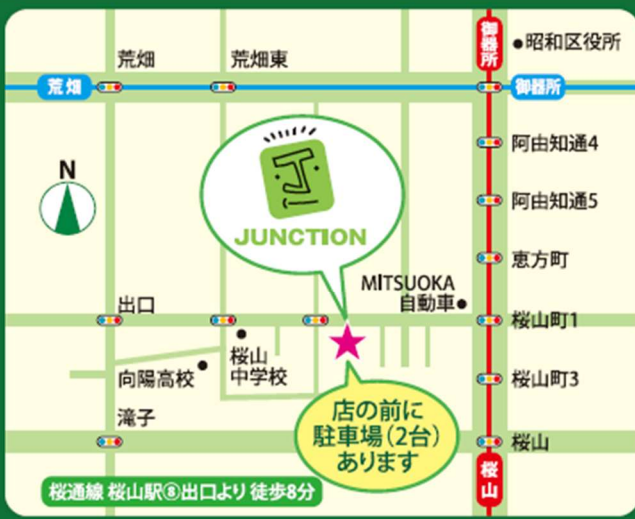 御器所
昭和区役所
荒畑
荒畑東
荒畑
御器所
阿由知通4
N
阿由知通5
J
JUNCTION
恵方町
MITSUOKA
自動車
出口
桜山町1
桜山
中学校
向陽高校
桜山町3
店の前に
駐車場(2台)
あります
滝子
桜山
桜山
桜通線 桜山駅⑧出口より 徒歩8分